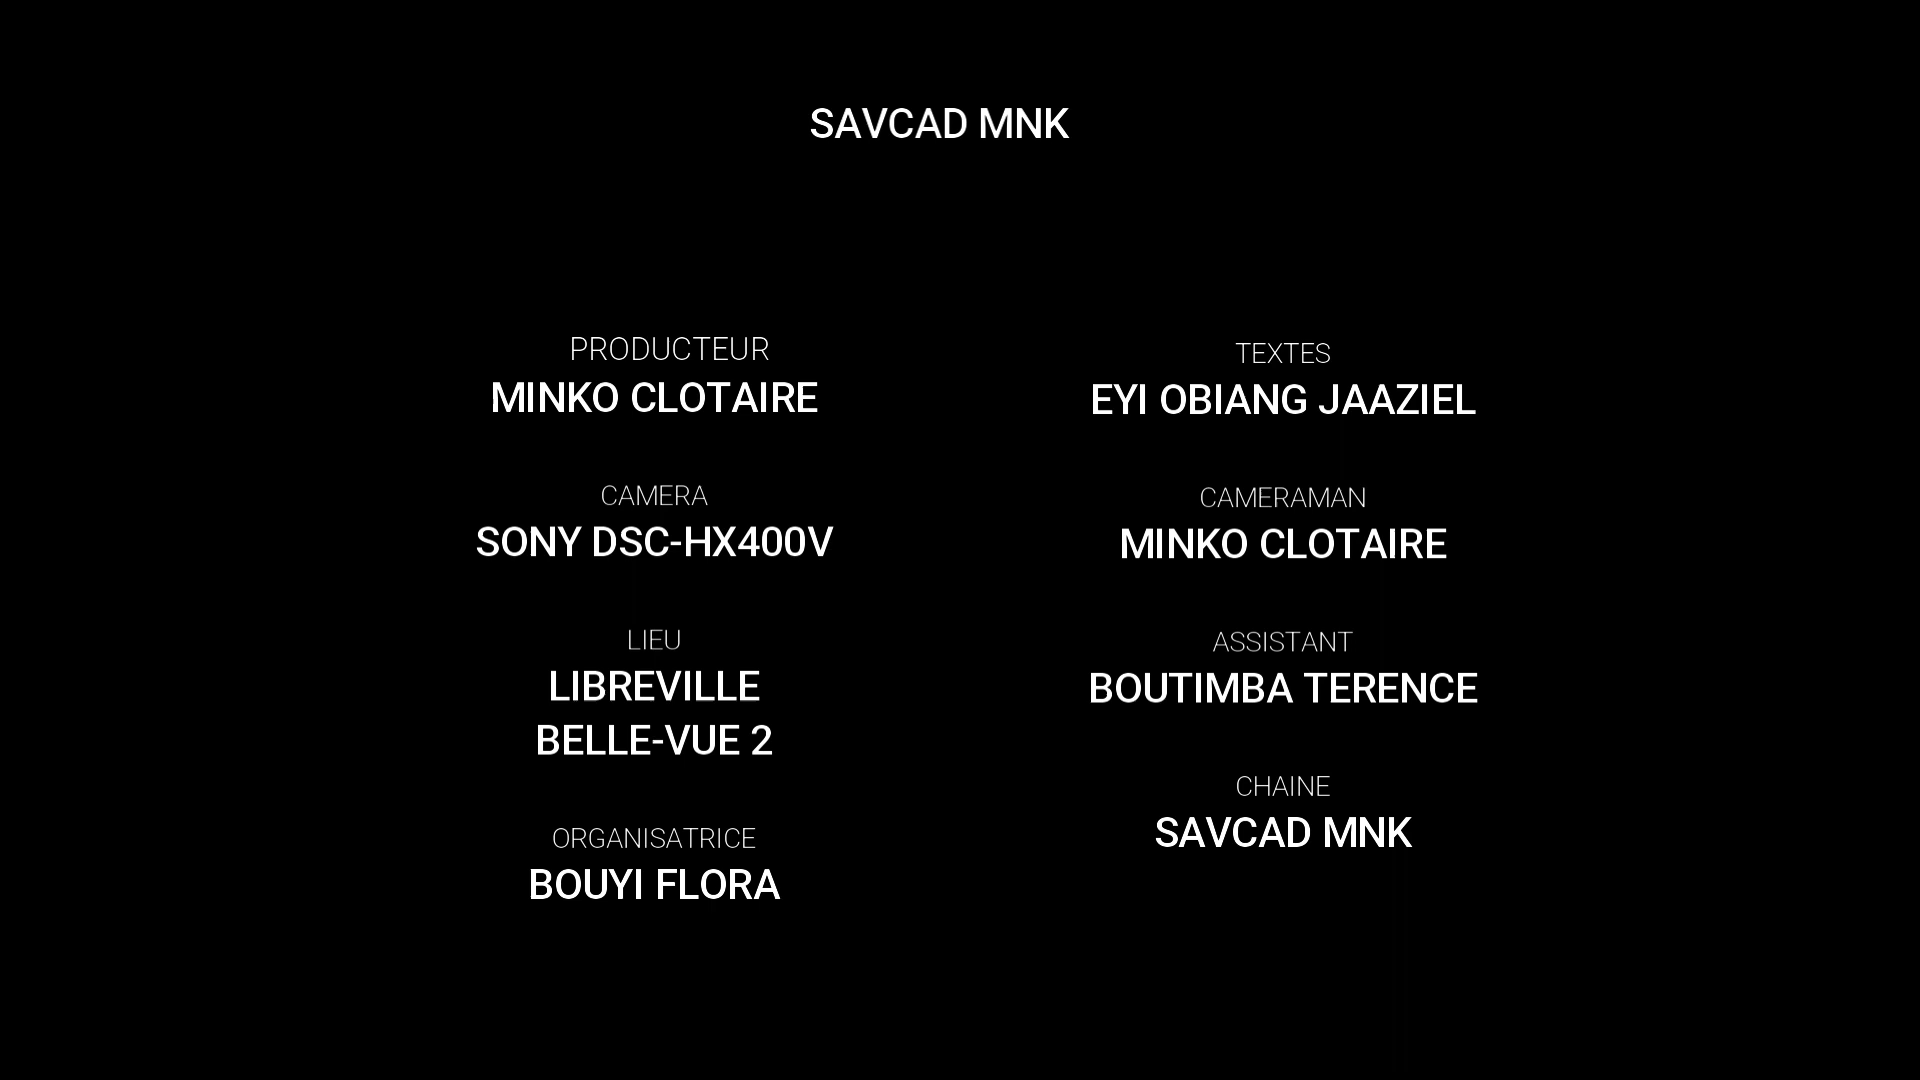 SAVCAD MNK
PRODUCTEUR
MINKO CLOTAIRE
CAMERA
SONY DSC-HX400V
LIEU
LIBREVILLE
BELLE-VUE 2
ORGANISATRICE
BOUYI FLORA
TEXTES
EYI OBIANG JAAZIEL
CAMERAMAN
MINKO CLOTAIRE
ASSISTANT
BOUTIMBA TERENCE
CHAINE
SAVCAD MNK